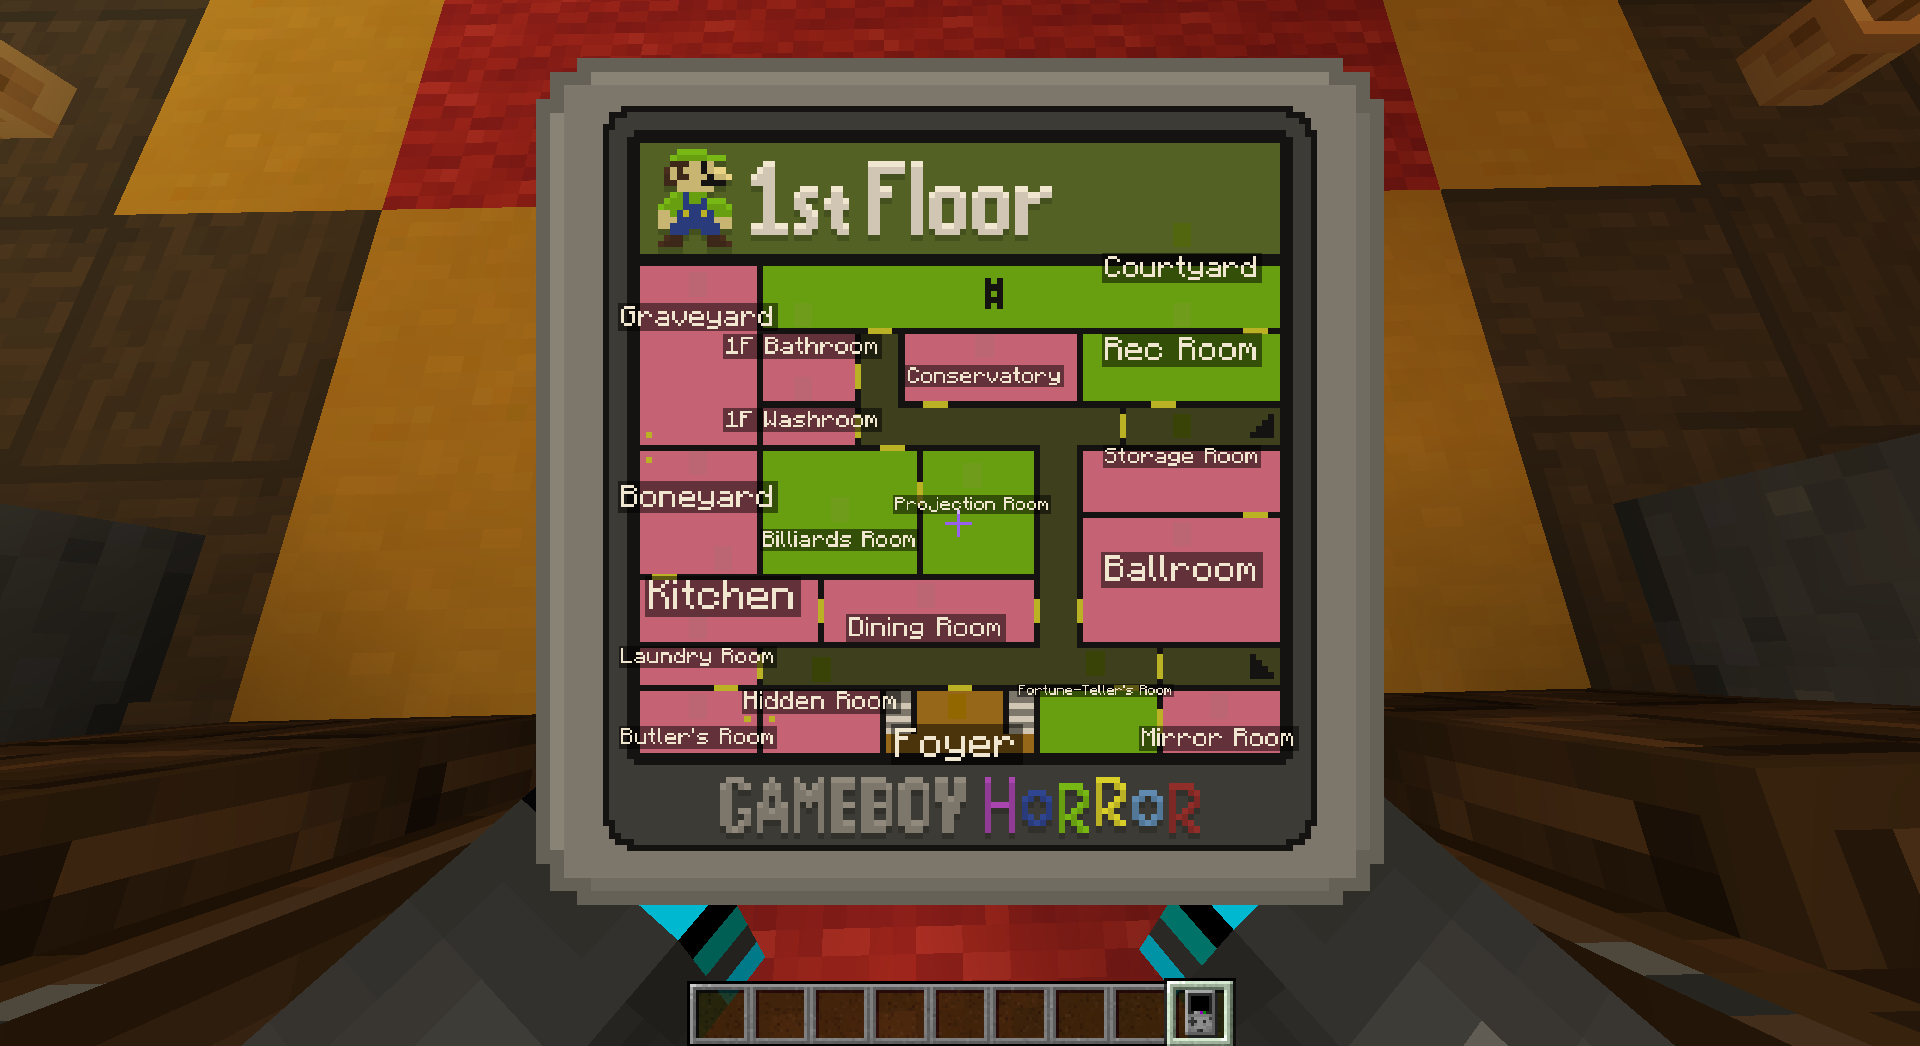 1st Floor
Courtyard
Graveyard
1F Bathroom
Rec Room
Conservatory
1F Washroom
Storage Room
Boneyard
Projection Room
Billiards Room
Ballroom
Kitchen
Dining Room
Laundry Room
Fortune-Teller's Room
Hidden Room
Butler's Room
Foyer
Mirror Room
GAMEBOY HORROR